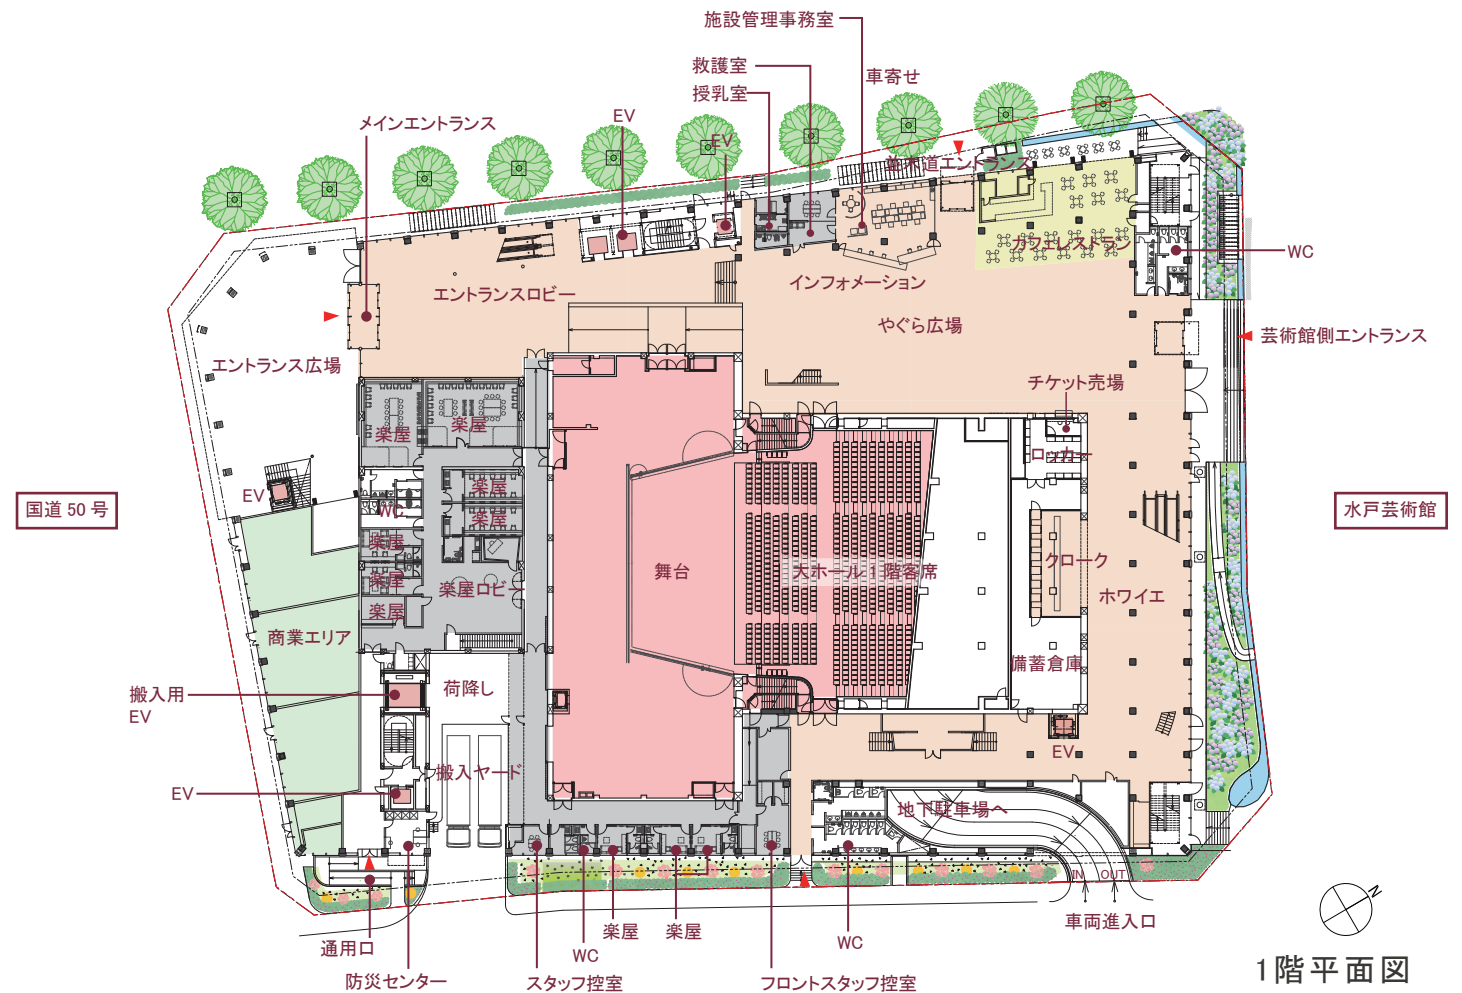 施設管理事務室
救護室
車寄せ
授乳室
EV
メインエントランス
EV
並木道エントランス
カフェレストラン
WC
インフォメーション
エントランスロビー
やぐら広場
芸術館側エントランス
エントランス広場
チケット売場
楽屋
楽屋
ロッカー
EV
楽屋
国道 50 号
WC
楽屋
水戸芸術館
楽屋
クローク
楽屋
舞台
大ホール 1 階客席
楽屋ロビー
ホワイエ
楽屋
商業エリア
備蓄倉庫
搬入用
EV
荷降し
EV
搬入ヤード
EV
地下駐車場へ
IN
OUT
車両進入口
楽屋
楽屋
WC
通用口
WC
防災センター
スタッフ控室
フロントスタッフ控室
N
1階平面図